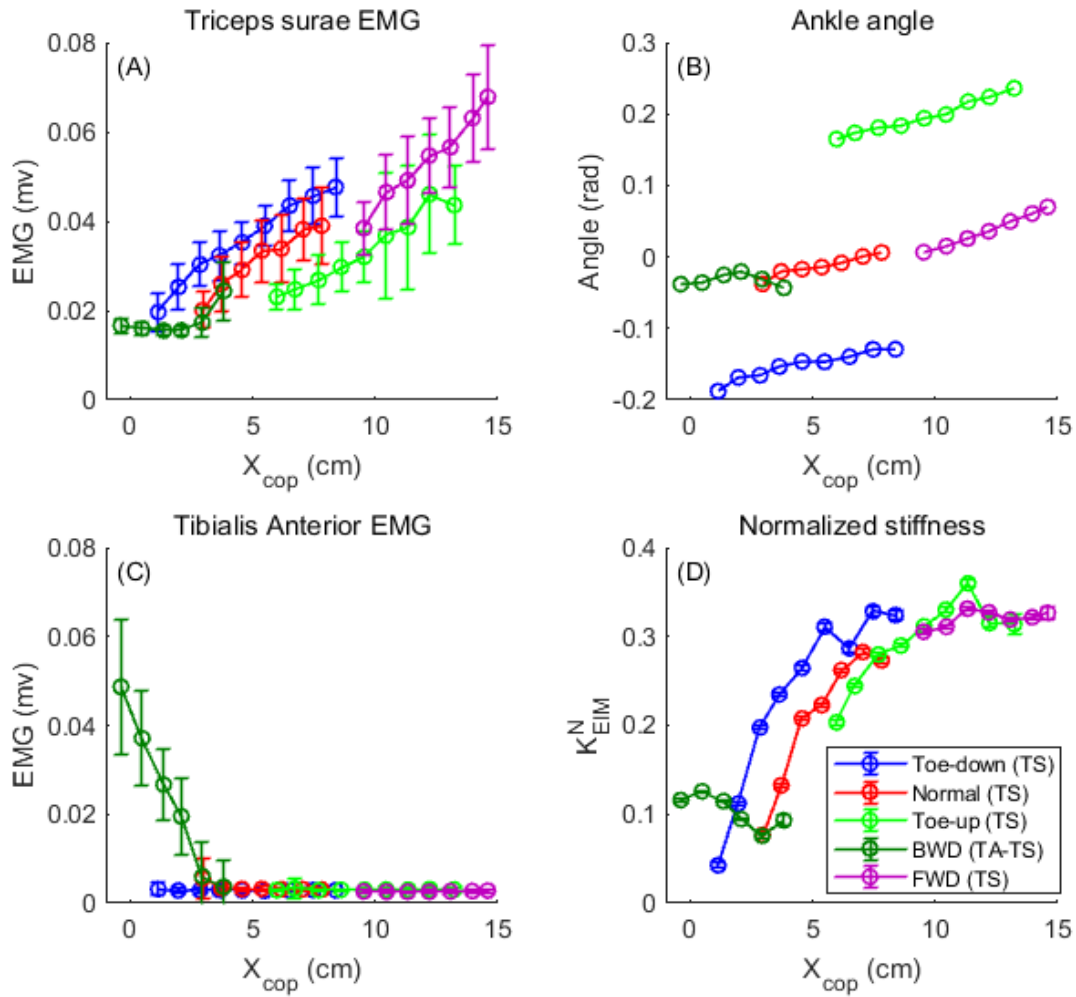 Triceps surae EMG
(A)
EMG (mv)
0.08
0.06
0.04
0.02
0
0
5
10
15
X_cop (cm)
Ankle angle
(B)
Angle (rad)
0.3
0.2
0.1
0
-0.1
-0.2
0
5
10
15
X_cop (cm)
Tibialis Anterior EMG
(C)
EMG (mv)
0.08
0.06
0.04
0.02
0
0
5
10
15
X_cop (cm)
Normalized stiffness
(D)
K^N_EIM
0.4
0.3
0.2
0.1
0
0
5
10
15
X_cop (cm)
Toe-down (TS)
Normal (TS)
Toe-up (TS)
BWD (TA-TS)
FWD (TS)